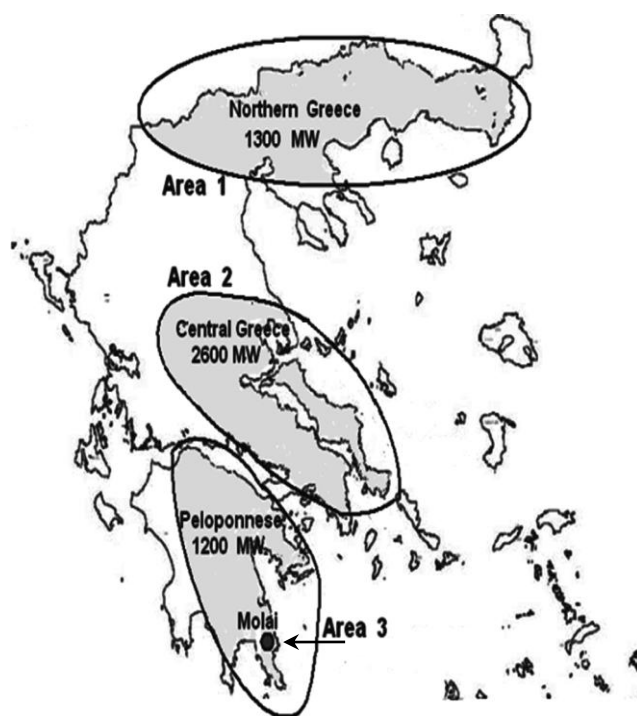 Northern Greece
1300 MW
Area 1
Area 2
Central Greece
2600 MW
Peloponnese
1200 MW
Molai
Area 3